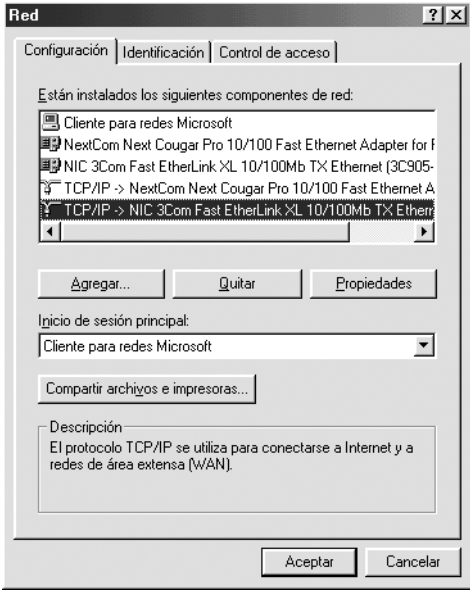 Red
Configuración Identificación Control de acceso
Están instalados los siguientes componentes de red:
Cliente para redes Microsoft
NextCom Next Cougar Pro 10/100 Fast Ethernet Adapter for F
NIC 3Com Fast EtherLink XL 10/100Mb TX Ethernet (3C905-
TCP/IP -> NextCom Next Cougar Pro 10/100 Fast Ethernet A
TCP/IP -> NIC 3Com Fast EtherLink XL 10/100Mb TX Ethern
Agregar... Quitar Propiedades
Inicio de sesión principal:
Cliente para redes Microsoft
Compartir archivos e impresoras...
Descripción
El protocolo TCP/IP se utiliza para conectarse a Internet y a
redes de área extensa (WAN).
Aceptar Cancelar